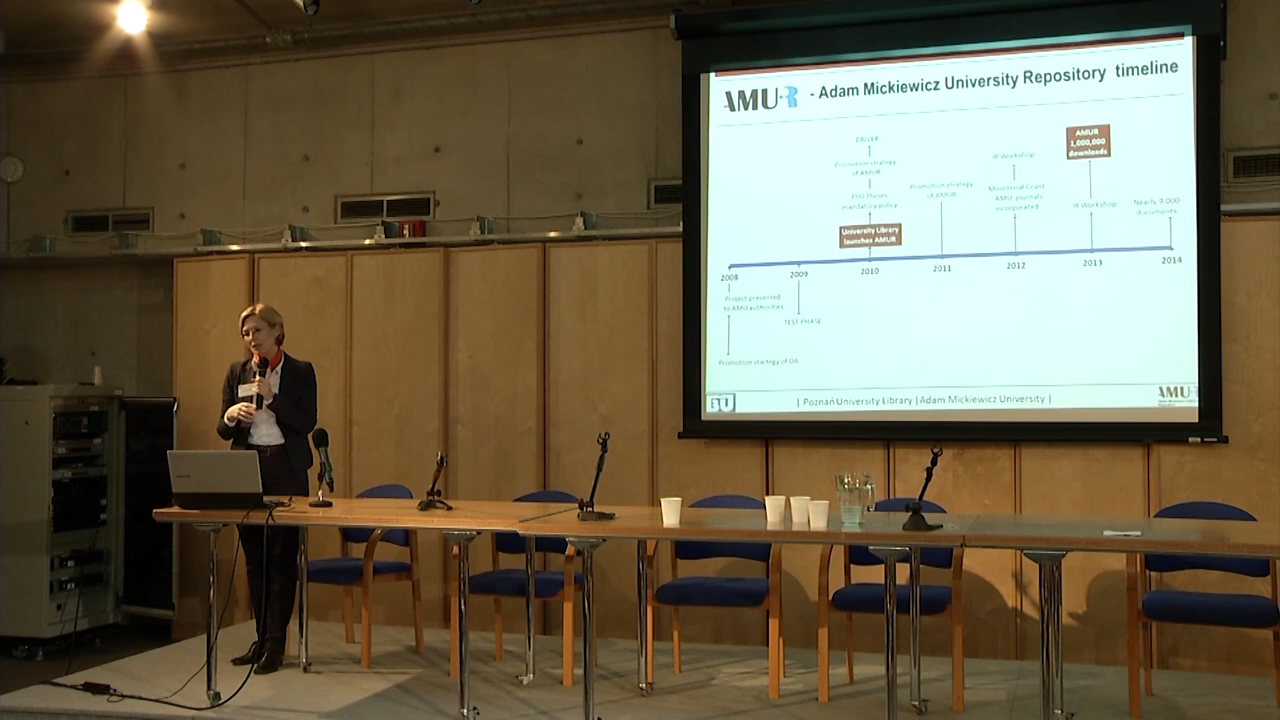 AMUR - Adam Mickiewicz University Repository timeline
DRIVER
Promotion strategy
of AMUR
PhD Theses
mandatory policy
University Library
launches AMUR
Promotion strategy
of AMUR
IR Workshop
Ministerial Grant
AMU journals
incorporated
AMUR
1,000,000
downloads
IR Workshop
Nearly 9 000
documents
2008
2009
2010
2011
2012
2013
2014
Project presented
to AMU authorities
TEST PHASE
Promotion startegy of OA
| Poznań University Library |Adam Mickiewicz University |
AMUR